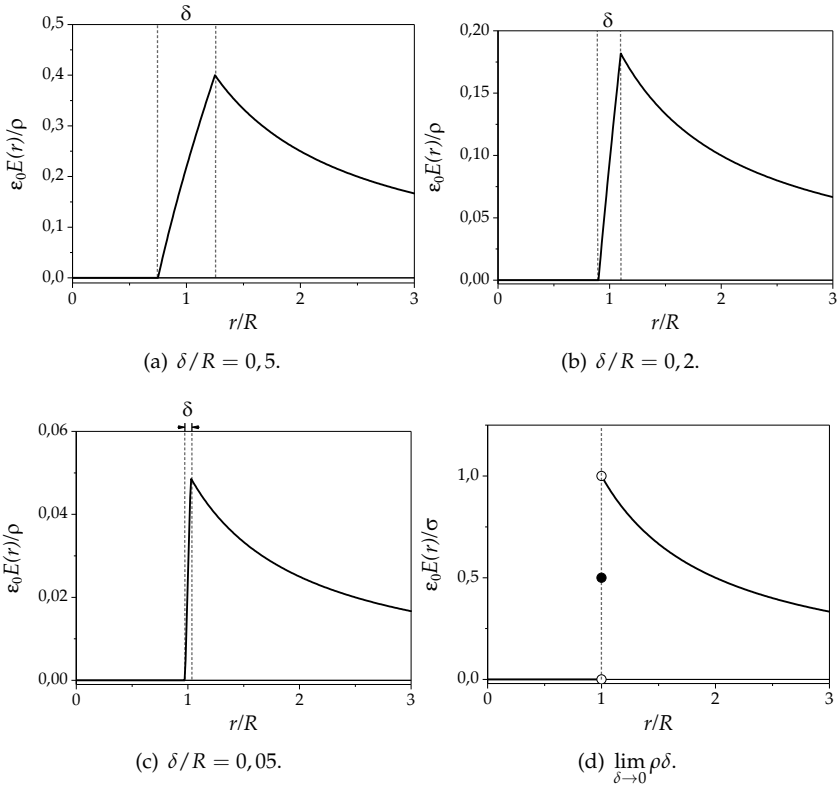 δ
0,5
0,4
0,3
0,2
0,1
0,0
0 1 2 3
ε₀E(r)/ρ
r/R
(a) δ/R = 0, 5.
δ
0,20
0,15
0,10
0,05
0,00
0 1 2 3
ε₀E(r)/ρ
r/R
(b) δ/R = 0, 2.
δ
0,06
0,04
0,02
0,00
0 1 2 3
ε₀E(r)/ρ
r/R
(c) δ/R = 0, 05.
1,0
0,5
0,0
0 1 2 3
ε₀E(r)/σ
r/R
(d) lim ρδ.
δ→0